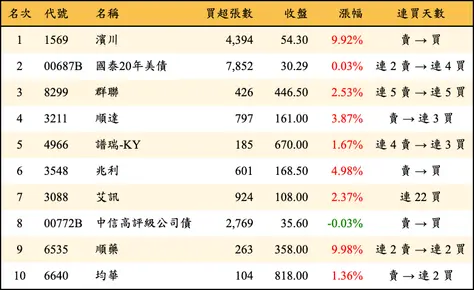 名次 代號 名稱 買超張數 收盤 漲幅 連買天數
1 1569 濱川 4,394 54.30 9.92% 賣 → 買
2 00687B 國泰20年美債 7,852 30.29 0.03% 連 2 賣 → 連 4 買
3 8299 群聯 426 446.50 2.53% 連 5 賣 → 連 5 買
4 3211 順達 797 161.00 3.87% 賣 → 連 3 買
5 4966 譜瑞-KY 185 670.00 1.67% 連 4 賣 → 連 3 買
6 3548 兆利 601 168.50 4.98% 賣 → 買
7 3088 艾訊 924 108.00 2.37% 連 22 買
8 00772B 中信高評級公司債 2,769 35.60 -0.03% 賣 → 買
9 6535 順藥 263 358.00 9.98% 連 2 賣 → 連 2 買
10 6640 均華 104 818.00 1.36% 賣 → 連 2 買